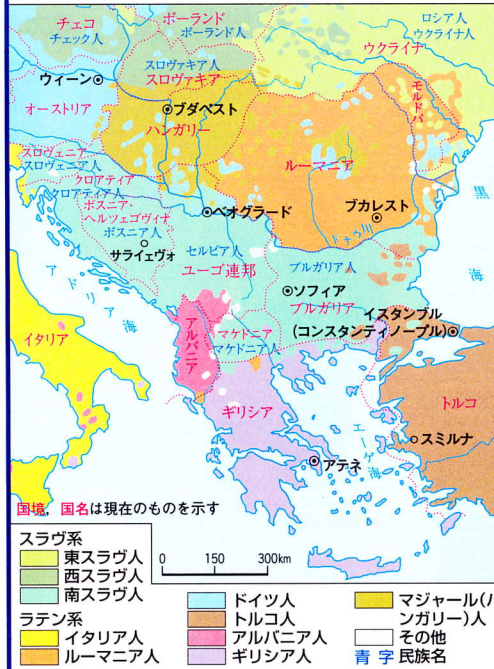 チェコ
チェック人
ポーランド
ポーランド人
ロシア人
ウクライナ人
ウクライナ
スロヴァキア人
スロヴァキア
ウィーン
オーストリア
ブダペスト
ハンガリー
モルドバ
スロヴェニア
スロヴェニア人
クロアティア
クロアティア人
ルーマニア
ボスニア・
ヘルツェゴヴィナ
ボスニア人
サライェヴォ
ベオグラード
ブカレスト
ドナウ川
黒海
セルビア人
ユーゴ連邦
ブルガリア人
ソフィア
ブルガリア
アドリア海
イタリア
アルバニア
マケドニア
マケドニア人
イスタンブル
(コンスタンティノープル)
ギリシア
トルコ
エーゲ海
スミルナ
アテネ
国境，国名は現在のものを示す
0 150 300km
スラヴ系
東スラヴ人
西スラヴ人
南スラヴ人
ラテン系
イタリア人
ルーマニア人
ドイツ人
トルコ人
アルバニア人
ギリシア人
マジャール(ハ
ンガリー)人
その他
青字 民族名